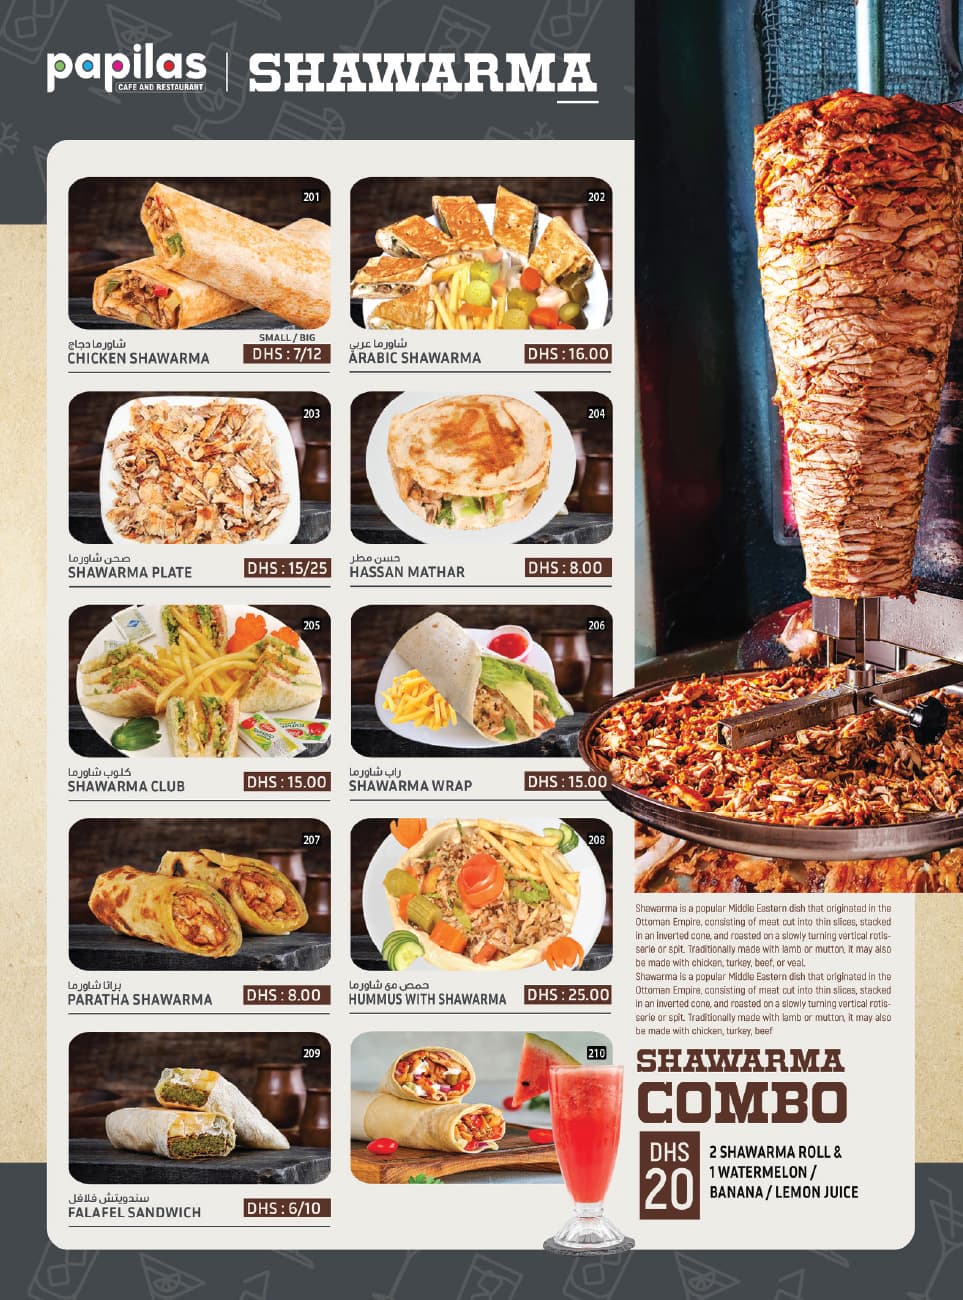 papilas
CAFE AND RESTAURANT
SHAWARMA
201
شاورما دجاج
CHICKEN SHAWARMA
SMALL / BIG
DHS : 7/12
202
شاورما عربي
ARABIC SHAWARMA
DHS : 16.00
203
صحن شاورما
SHAWARMA PLATE
DHS : 15/25
204
حسن مطر
HASSAN MATHAR
DHS : 8.00
205
كلوب شاورما
SHAWARMA CLUB
DHS : 15.00
206
راب شاورما
SHAWARMA WRAP
DHS : 15.00
207
براتا شاورما
PARATHA SHAWARMA
DHS : 8.00
208
حمص مع شاورما
HUMMUS WITH SHAWARMA
DHS : 25.00
209
سندويتش فلافل
FALAFEL SANDWICH
DHS : 6/10
210
Shawarma is a popular Middle Eastern dish that originated in the
Ottoman Empire, consisting of meat cut into thin slices, stacked
in an inverted cone, and roasted on a slowly turning vertical rotis-
serie or spit. Traditionally made with lamb or mutton, it may also
be made with chicken, turkey, beef, or veal.
Shawarma is a popular Middle Eastern dish that originated in the
Ottoman Empire, consisting of meat cut into thin slices, stacked
in an inverted cone, and roasted on a slowly turning vertical rotis-
serie or spit. Traditionally made with lamb or mutton, it may also
be made with chicken, turkey, beef
SHAWARMA
COMBO
DHS
20
2 SHAWARMA ROLL &
1 WATERMELON /
BANANA / LEMON JUICE